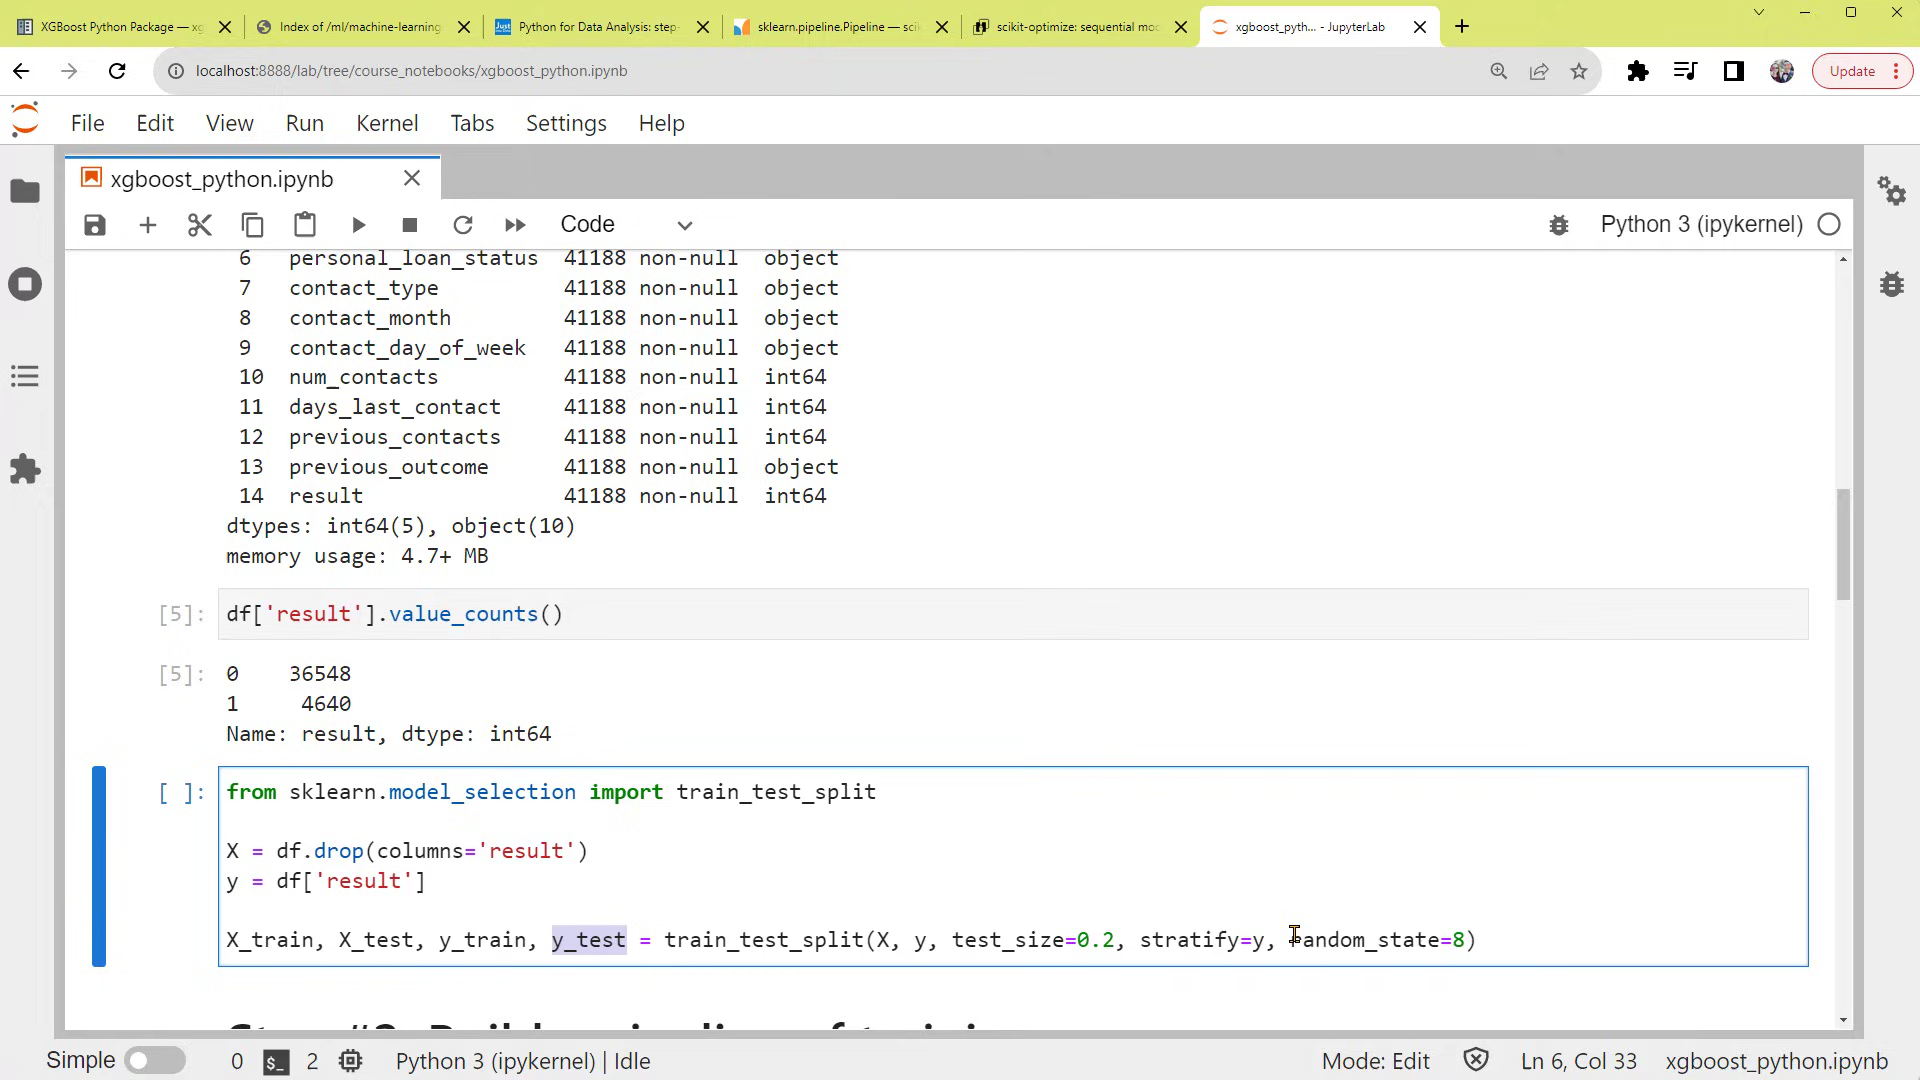 XGBoost Python Package — xg
Index of /ml/machine-learning
Python for Data Analysis: step-
sklearn.pipeline.Pipeline — scik
scikit-optimize: sequential mod
xgboost_pyth... - JupyterLab
localhost:8888/lab/tree/course_notebooks/xgboost_python.ipynb
Update
File Edit View Run Kernel Tabs Settings Help
xgboost_python.ipynb
Code
Python 3 (ipykernel)
6 personal_loan_status 41188 non-null object
7 contact_type 41188 non-null object
8 contact_month 41188 non-null object
9 contact_day_of_week 41188 non-null object
10 num_contacts 41188 non-null int64
11 days_last_contact 41188 non-null int64
12 previous_contacts 41188 non-null int64
13 previous_outcome 41188 non-null object
14 result 41188 non-null int64
dtypes: int64(5), object(10)
memory usage: 4.7+ MB
[5]: df['result'].value_counts()
[5]: 0 36548
1 4640
Name: result, dtype: int64
[ ]: from sklearn.model_selection import train_test_split
X = df.drop(columns='result')
y = df['result']
X_train, X_test, y_train, y_test = train_test_split(X, y, test_size=0.2, stratify=y, random_state=8)
Simple 0 2 Python 3 (ipykernel) | Idle Mode: Edit Ln 6, Col 33 xgboost_python.ipynb